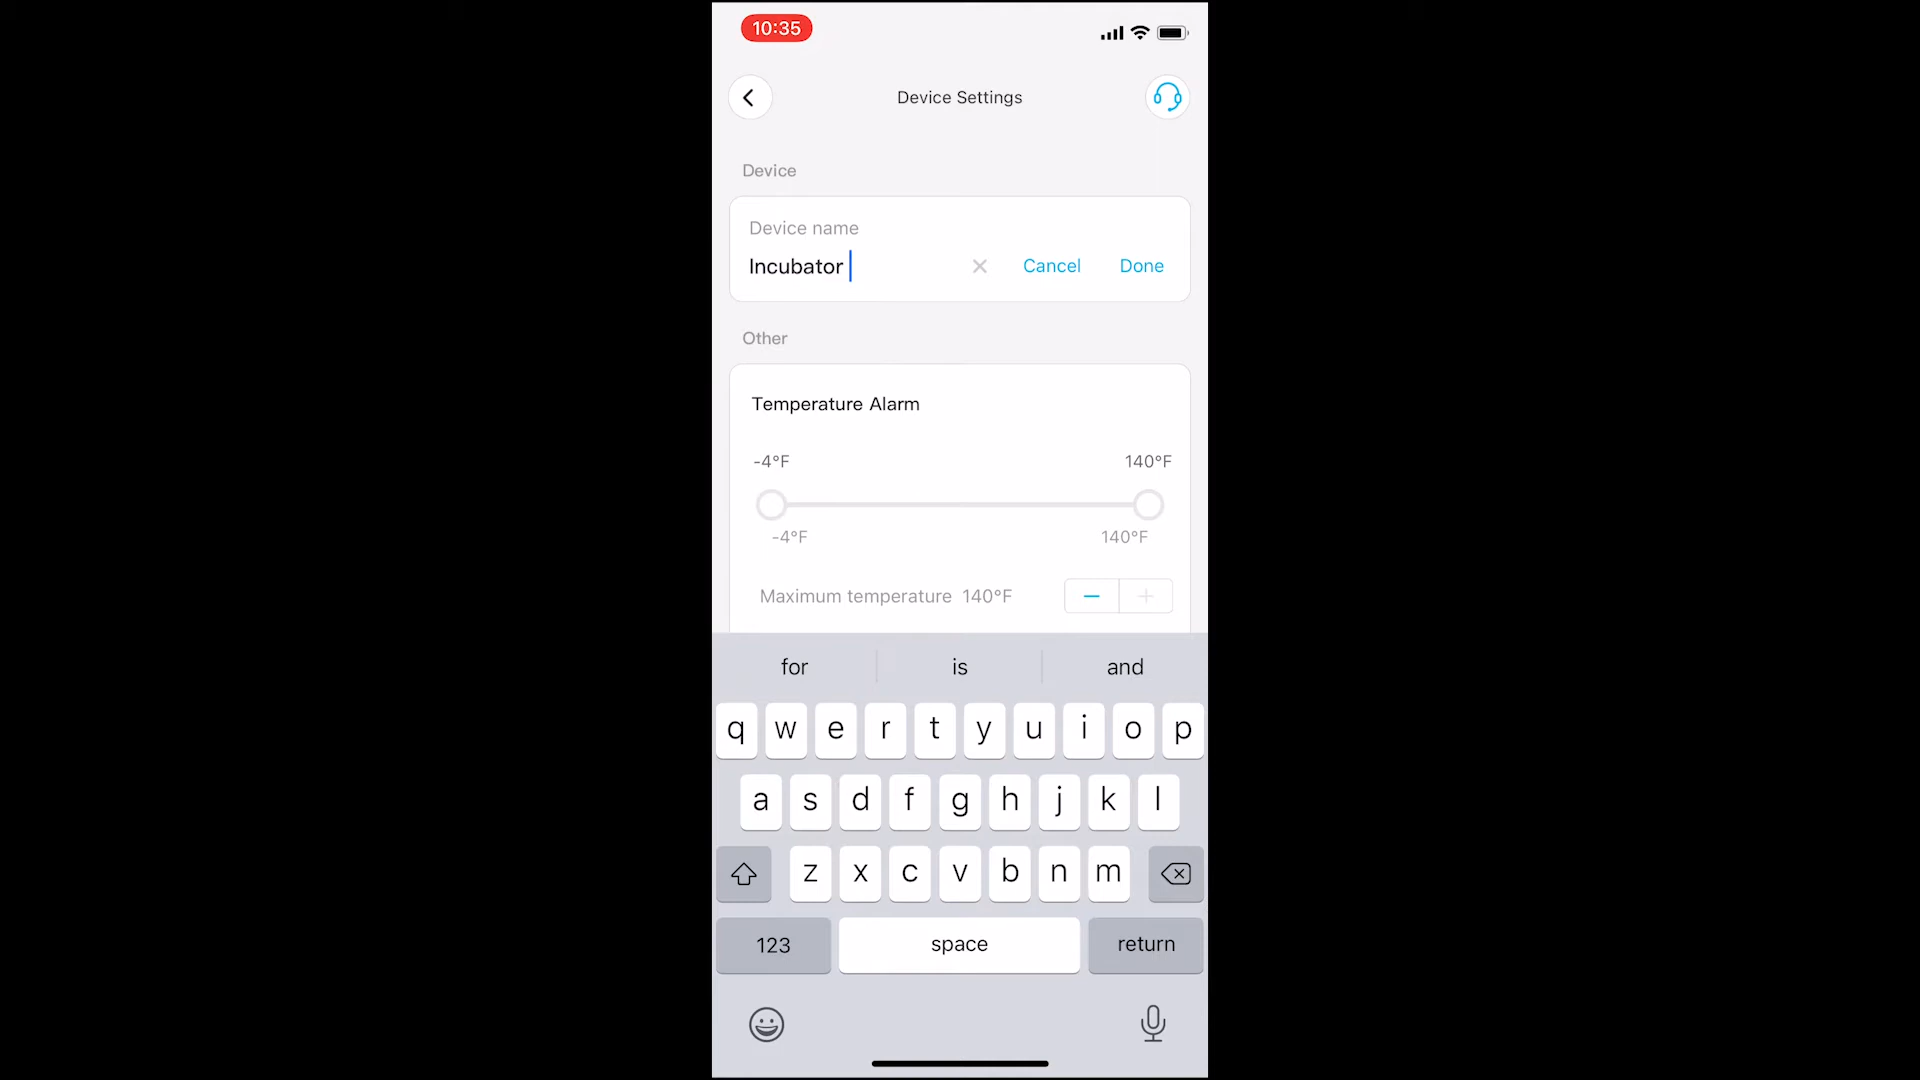 10:35
Device Settings
Device
Device name
Incubator
Cancel Done
Other
Temperature Alarm
-4°F 140°F
-4°F 140°F
Maximum temperature 140°F
for is and
q w e r t y u i o p
a s d f g h j k l
z x c v b n m
123 space return